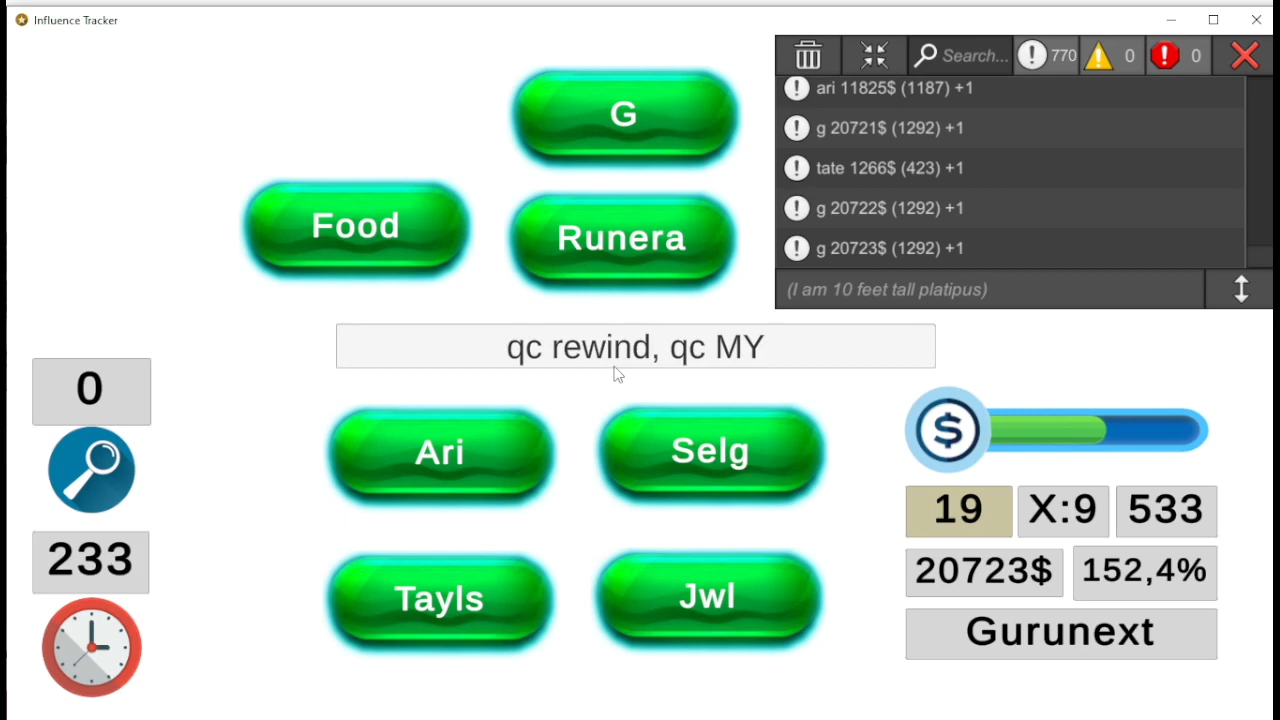 Influence Tracker
Search...
770
0
0
ari 11825$ (1187) +1
g 20721$ (1292) +1
tate 1266$ (423) +1
g 20722$ (1292) +1
g 20723$ (1292) +1
(I am 10 feet tall platipus)
G
Food
Runera
qc rewind, qc MY
0
233
Ari
Selg
Tayls
Jwl
$
19
X:9
533
20723$
152,4%
Gurunext